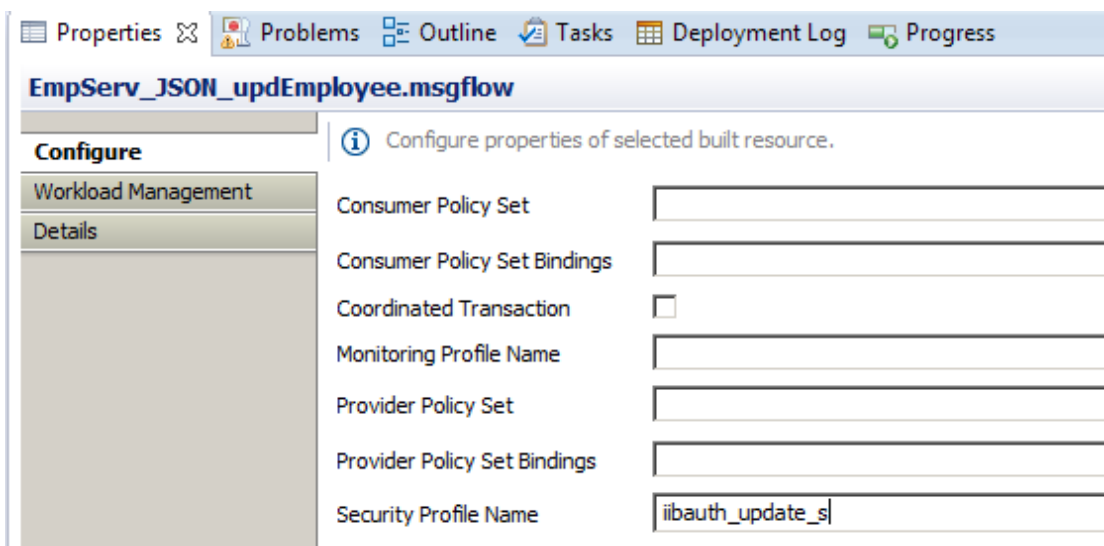 Properties Problems Outline Tasks Deployment Log Progress
EmpServ_JSON_updEmployee.msgflow
Configure
Workload Management
Details
Configure properties of selected built resource.
Consumer Policy Set
Consumer Policy Set Bindings
Coordinated Transaction
Monitoring Profile Name
Provider Policy Set
Provider Policy Set Bindings
Security Profile Name iibauth_update_s